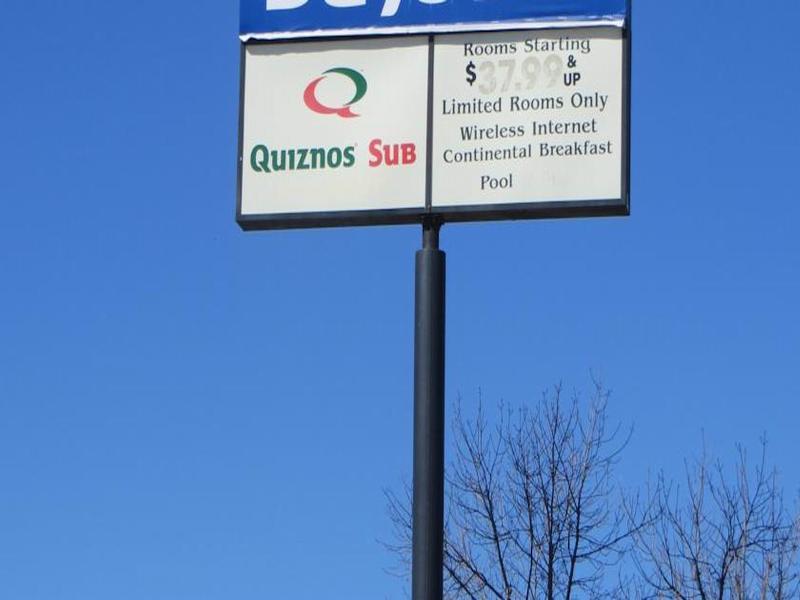 Quiznos Sub
Rooms Starting
$37.99 & UP
Limited Rooms Only
Wireless Internet
Continental Breakfast
Pool